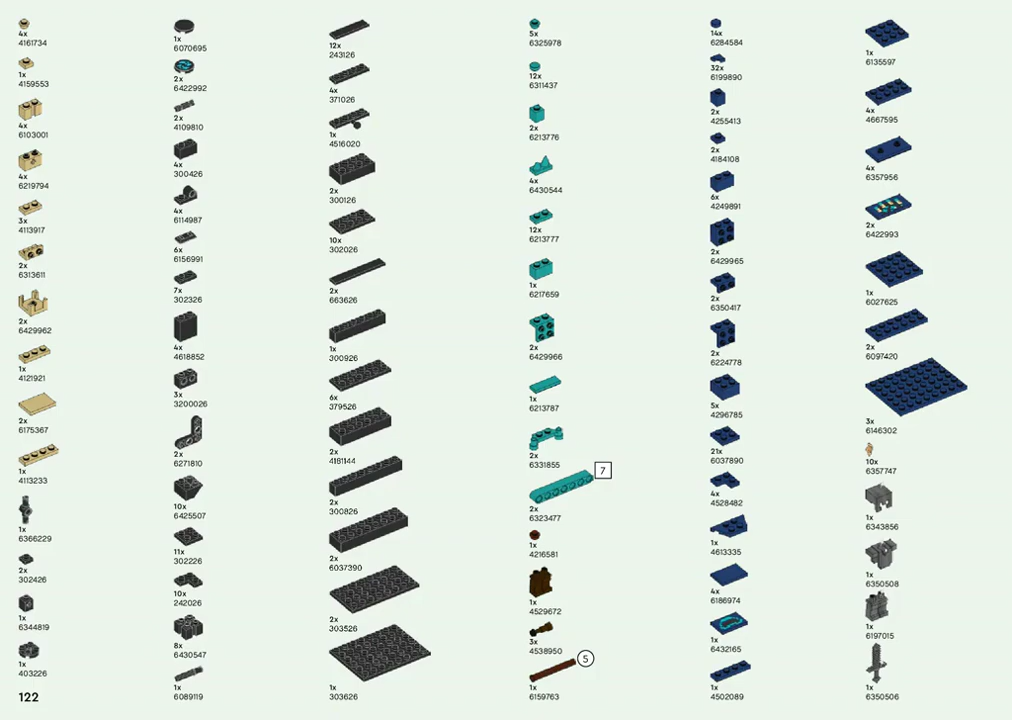 4x
4161734
1x
4159553
4x
6103001
4x
6219794
3x
4113917
2x
6313611
2x
6429962
1x
4121921
2x
6175367
1x
4113233
1x
6366229
2x
302426
1x
6344819
1x
403226
122
1x
6070695
2x
6422992
2x
4109810
4x
300426
4x
6114987
6x
6156991
7x
302326
4x
4618852
3x
3200026
2x
6271810
10x
6425507
11x
302226
10x
242026
8x
6430547
1x
6089119
12x
243126
4x
371026
1x
4516020
2x
300126
10x
302026
2x
663626
1x
300926
6x
379526
2x
4181144
2x
300826
2x
6037390
2x
303526
1x
303626
5x
6325978
12x
6311437
2x
6213776
4x
6430544
12x
6213777
1x
6217659
2x
6429966
1x
6213787
2x
6331855
7
2x
6323477
1x
4216581
1x
4529672
3x
4538950
5
1x
6159763
14x
6284584
32x
6199890
2x
4255413
2x
4184108
6x
4249891
2x
6429965
2x
6350417
2x
6224778
5x
4296785
21x
6037890
4x
4528482
1x
4613335
4x
6186974
1x
6432165
1x
4502089
1x
6135597
4x
4667595
4x
6357956
2x
6422993
1x
6027625
2x
6097420
3x
6146302
10x
6357747
1x
6343856
1x
6350508
1x
6197015
1x
6350506